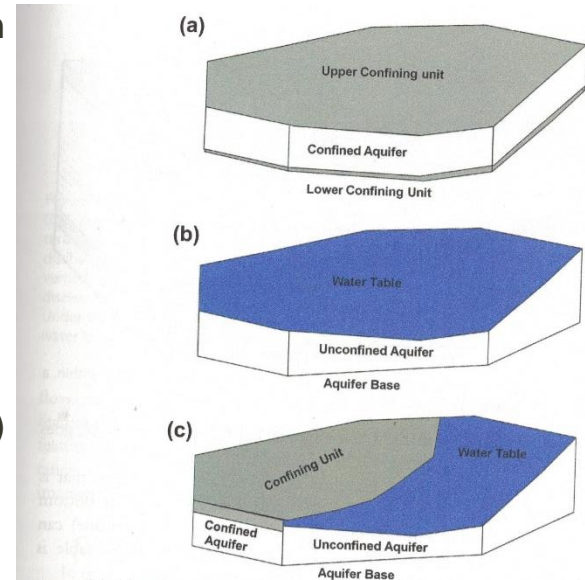 (a)
Upper Confining unit
Confined Aquifer
Lower Confining Unit
(b)
Water Table
Unconfined Aquifer
Aquifer Base
(c)
Confining Unit
Water Table
Confined
Aquifer
Unconfined Aquifer
Aquifer Base